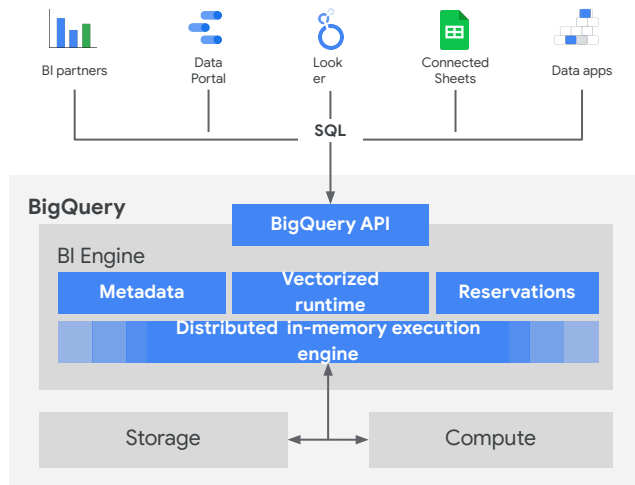 BI partners
Data
Portal
Look
er
Connected
Sheets
Data apps
SQL
BigQuery
BigQuery API
BI Engine
Metadata
Vectorized
runtime
Reservations
Distributed in-memory execution
engine
Storage
Compute